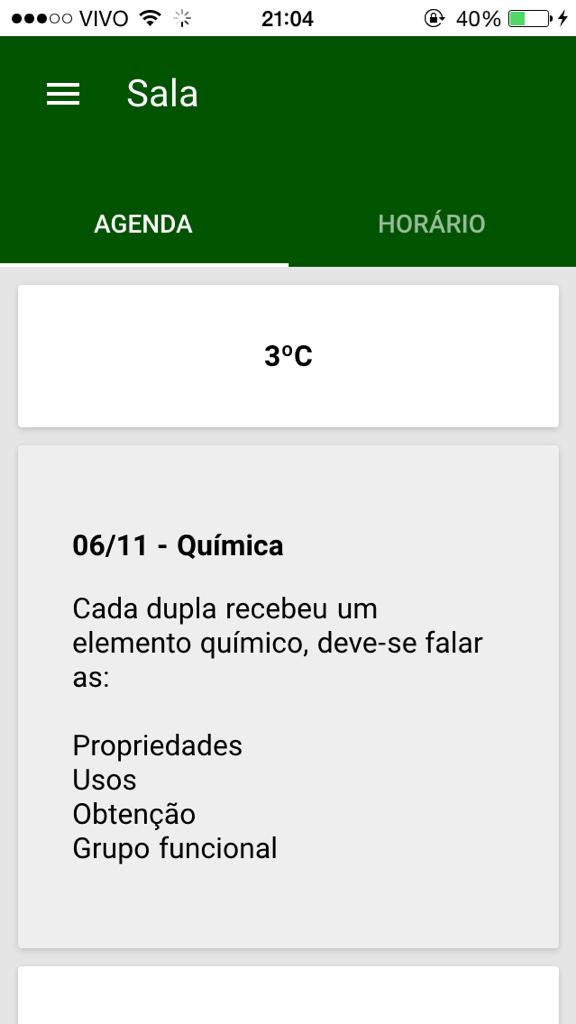 VIVO 21:04 40%
Sala
AGENDA HORÁRIO
3ºC
06/11 - Química
Cada dupla recebeu um
elemento químico, deve-se falar
as:
Propriedades
Usos
Obtenção
Grupo funcional